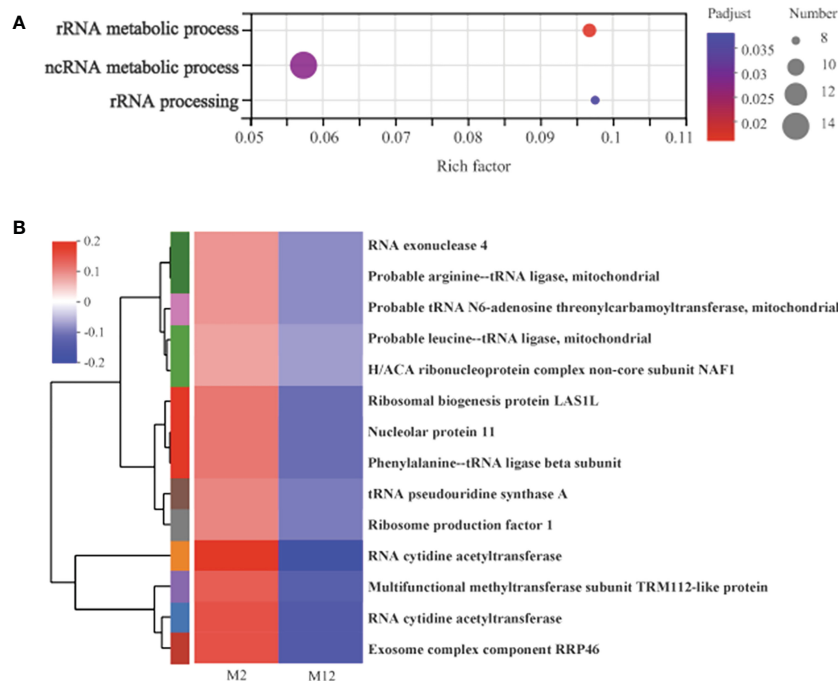 A
rRNA metabolic process
ncRNA metabolic process
rRNA processing
0.05 0.06 0.07 0.08 0.09 0.1 0.11
Rich factor
Padjust
0.035
0.03
0.025
0.02
Number
8
10
12
14
B
0.2
0.1
0
-0.1
-0.2
RNA exonuclease 4
Probable arginine--tRNA ligase, mitochondrial
Probable tRNA N6-adenosine threonylcarbamoyltransferase, mitochondrial
Probable leucine--tRNA ligase, mitochondrial
H/ACA ribonucleoprotein complex non-core subunit NAF1
Ribosomal biogenesis protein LAS1L
Nucleolar protein 11
Phenylalanine--tRNA ligase beta subunit
tRNA pseudouridine synthase A
Ribosome production factor 1
RNA cytidine acetyltransferase
Multifunctional methyltransferase subunit TRM112-like protein
RNA cytidine acetyltransferase
Exosome complex component RRP46
M2 M12